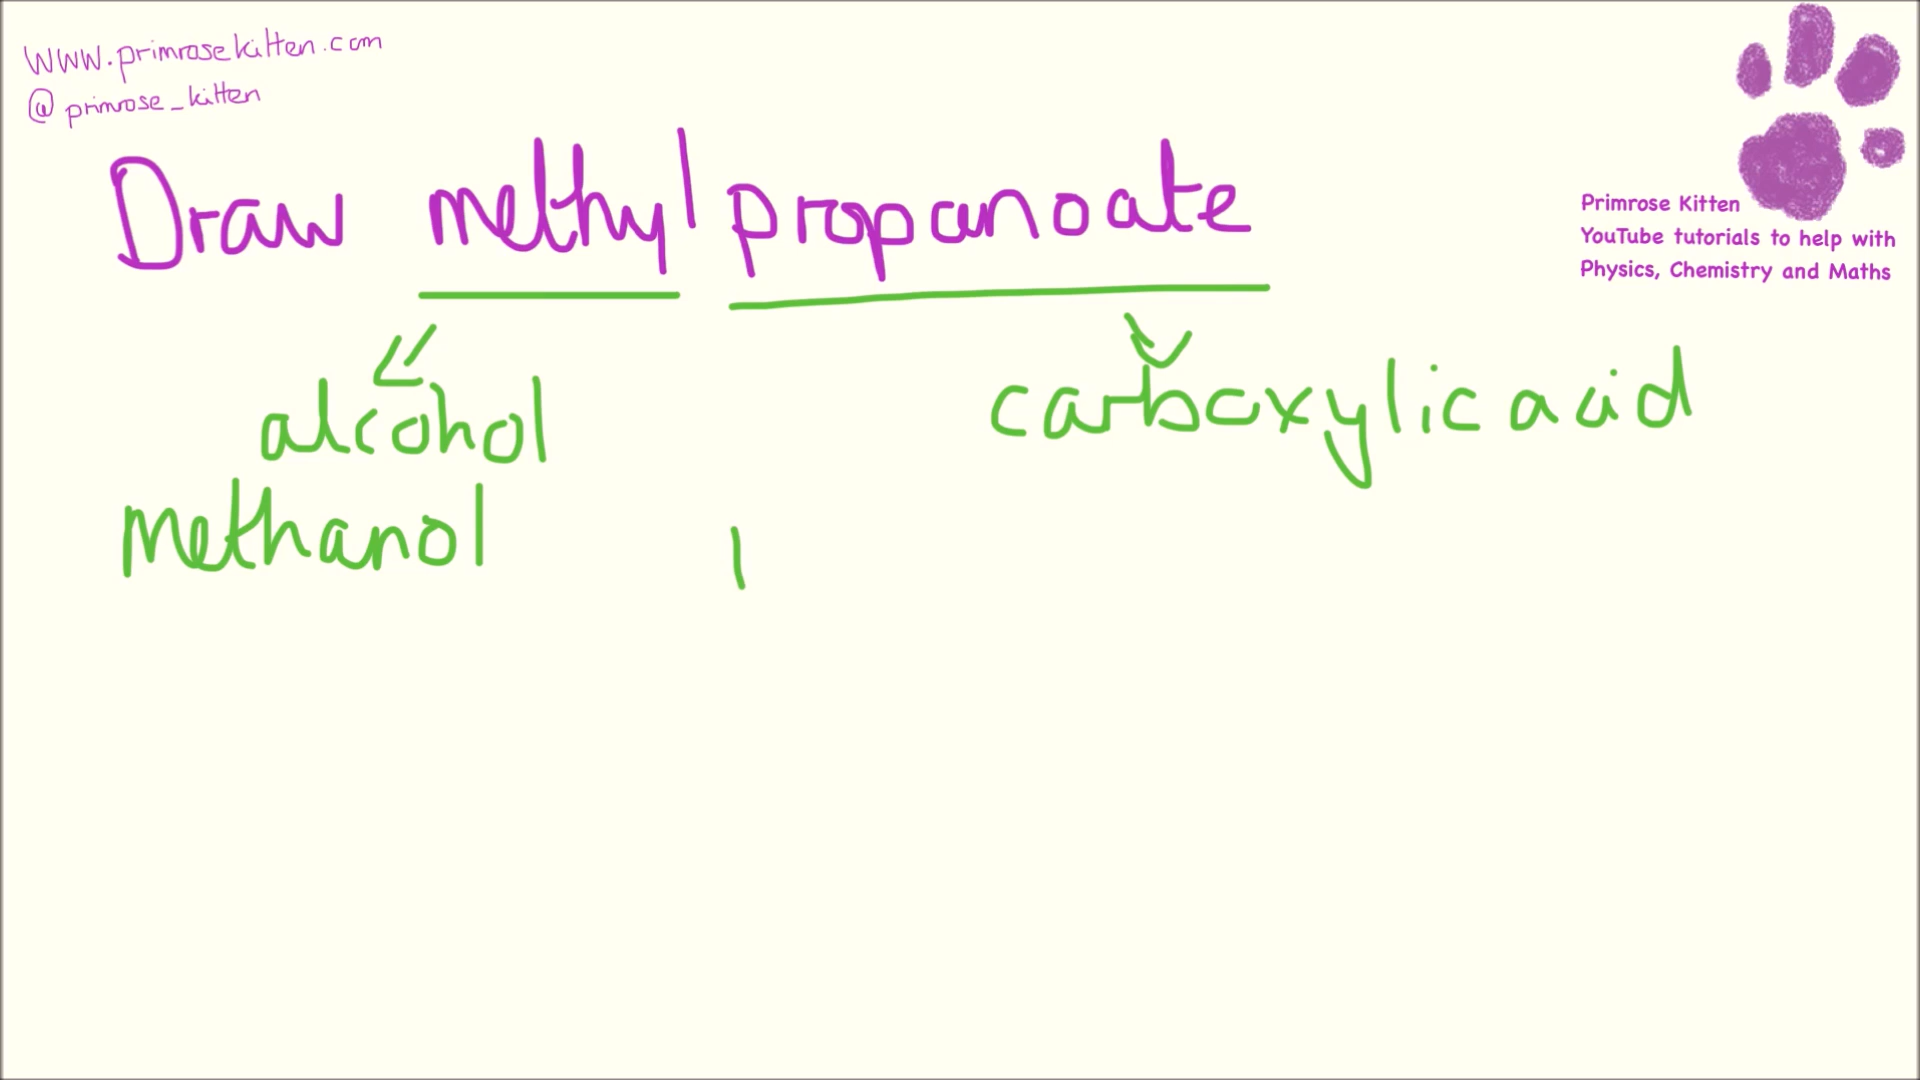 www.primrosekitten.com
@primrose_kitten
Draw methyl propanoate
Primrose Kitten
YouTube tutorials to help with
Physics, Chemistry and Maths
alcohol
carboxylic acid
methanol